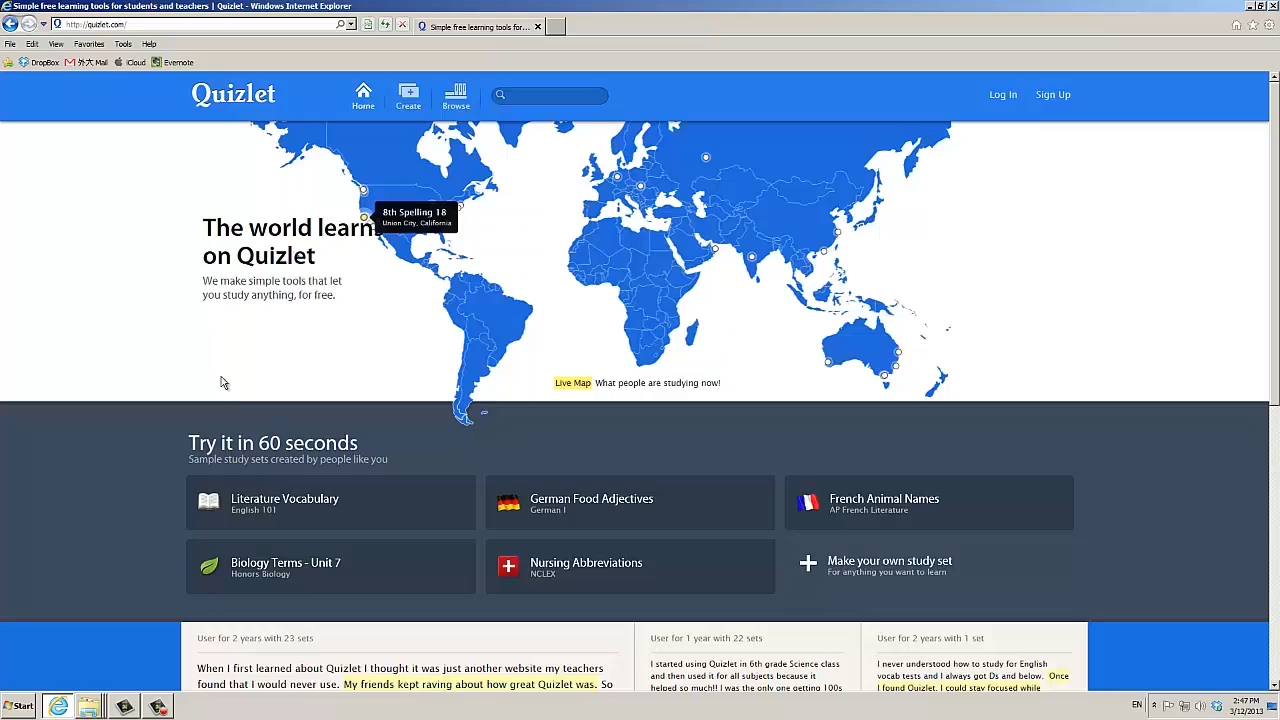 Simple free learning tools for students and teachers | Quizlet - Windows Internet Explorer
http://quizlet.com/
Simple free learning tools for...
File Edit View Favorites Tools Help
DropBox 外大 Mail iCloud Evernote
Quizlet
Home Create Browse
Log In Sign Up
8th Spelling 18
Union City, California
The world learns
on Quizlet
We make simple tools that let
you study anything, for free.
Live Map What people are studying now!
Try it in 60 seconds
Sample study sets created by people like you
Literature Vocabulary
English 101
German Food Adjectives
German I
French Animal Names
AP French Literature
Biology Terms - Unit 7
Honors Biology
Nursing Abbreviations
NCLEX
Make your own study set
For anything you want to learn
User for 2 years with 23 sets
When I first learned about Quizlet I thought it was just another website my teachers
found that I would never use. My friends kept raving about how great Quizlet was. So
User for 1 year with 22 sets
I started using Quizlet in 6th grade Science class
and then used it for all subjects because it
helped so much! I was the only one getting 100s
User for 2 years with 1 set
I never understood how to study for English
vocab tests and I always got Ds and below. Once
I found Quizlet, I could stay focused while
Start
EN
2:47 PM
3/12/2013